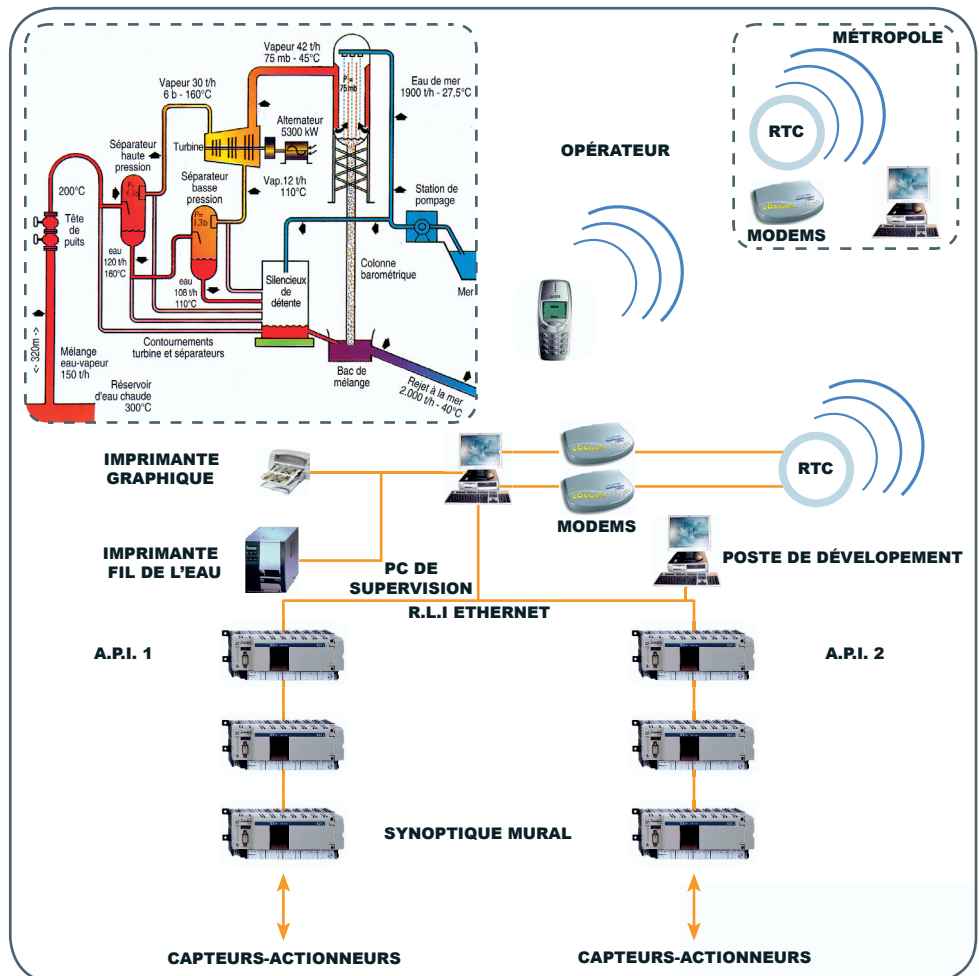 MÉTROPOLE
RTC
MODEMS
OPÉRATEUR
Vapeur 42 t/h
75 mb - 45°C
Vapeur 30 t/h
6 b - 160°C
Eau de mer
1900 t/h - 27,5°C
P=
75 mb
Alternateur
5300 kW
Turbine
Séparateur
haute
pression
Séparateur
basse
pression
Vap.12 t/h
110°C
200°C
Tête
de
puits
P=
1,3 b
Station de
pompage
eau
120 t/h
160°C
eau
108 t/h
110°C
Silencieux
de
détente
Colonne
barométrique
Mer
<- 320m ->
Mélange
eau-vapeur
150 t/h
Contournements
turbine et séparateurs
Bac de
mélange
Rejet à la mer
2.000 t/h - 40°C
Réservoir
d'eau chaude
300°C
IMPRIMANTE
GRAPHIQUE
RTC
MODEMS
IMPRIMANTE
FIL DE L'EAU
PC DE
SUPERVISION
POSTE DE DÉVELOPEMENT
R.L.I ETHERNET
A.P.I. 1
A.P.I. 2
SYNOPTIQUE MURAL
CAPTEURS-ACTIONNEURS
CAPTEURS-ACTIONNEURS